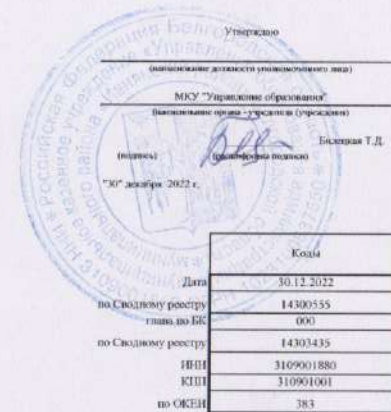 Утверждаю
(наименование должности уполномоченного лица)
МКУ "Управление образования"
(наименование органа - учредителя (учреждения)
Билецкая Т.Д.
(подпись) (расшифровка подписи)
"30" декабря 2022 г.
Коды
Дата 30.12.2022
по Сводному реестру 14300555
глава по БК 000
по Сводному реестру 14303435
ИНН 3109001880
КПП 310901001
по ОКЕИ 383